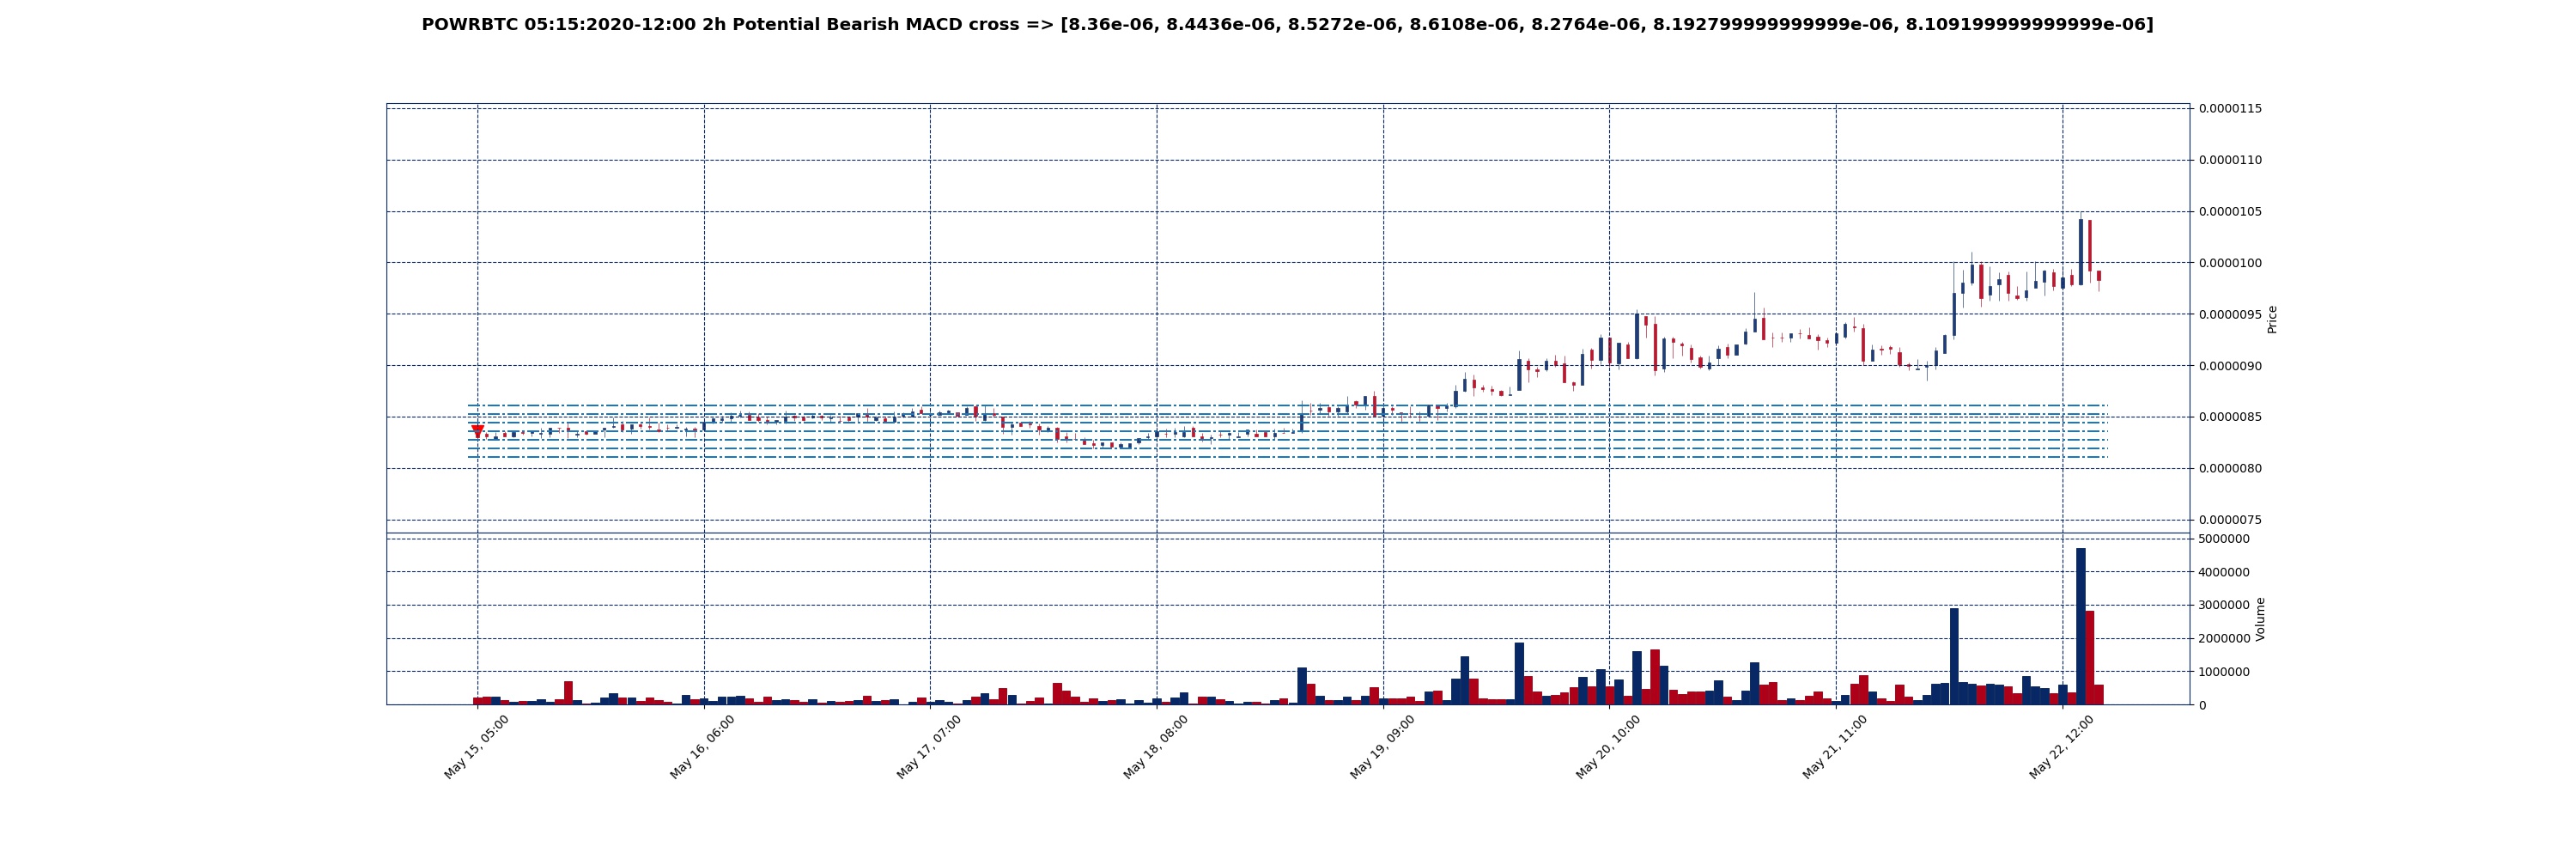 POWRBTC 05:15:2020-12:00 2h Potential Bearish MACD cross => [8.36e-06, 8.4436e-06, 8.5272e-06, 8.6108e-06, 8.2764e-06, 8.192799999999999e-06, 8.109199999999999e-06]
0.0000115
0.0000110
0.0000105
0.0000100
0.0000095
Price
0.0000090
0.0000085
0.0000080
0.0000075
5000000
4000000
3000000
Volume
2000000
1000000
0
May 15, 05:00
May 16, 06:00
May 17, 07:00
May 18, 08:00
May 19, 09:00
May 20, 10:00
May 21, 11:00
May 22, 12:00